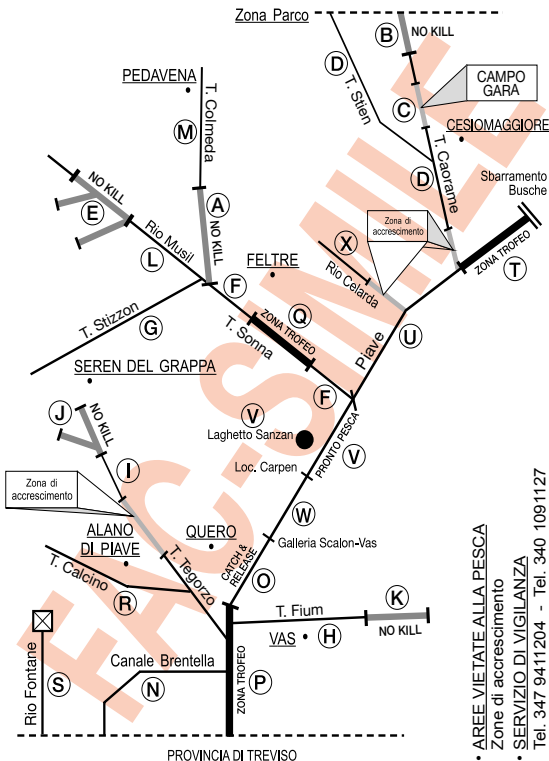 Zona Parco
B
NO KILL
PEDAVENA
D
T. Stien
CAMPO
GARA
C
T. Colmeda
M
CESIOMAGGIORE
T. Caorame
D
Sbarramento
Busche
NO KILL
E
A
NO KILL
Zona di
accrescimento
Rio Musil
L
X
ZONA TROFEO
T
F
FELTRE
Rio Celarda
Q
ZONA TROFEO
T. Stizzon
G
T. Sonna
Piave
U
SEREN DEL GRAPPA
F
J
NO KILL
V
Laghetto Sanzan
PRONTO PESCA
V
I
Loc. Carpen
Zona di
accrescimento
W
ALANO
DI PIAVE
QUERO
Galleria Scalon-Vas
CATCH &
RELEASE
T. Tegorzo
T. Calcino
O
R
T. Fium
K
NO KILL
VAS
H
Rio Fontane
S
Canale Brentella
N
ZONA TROFEO
P
PROVINCIA DI TREVISO
• AREE VIETATE ALLA PESCA
Zone di accrescimento
• SERVIZIO DI VIGILANZA
Tel. 347 9411204 - Tel. 340 1091127
FAC-SIMILE